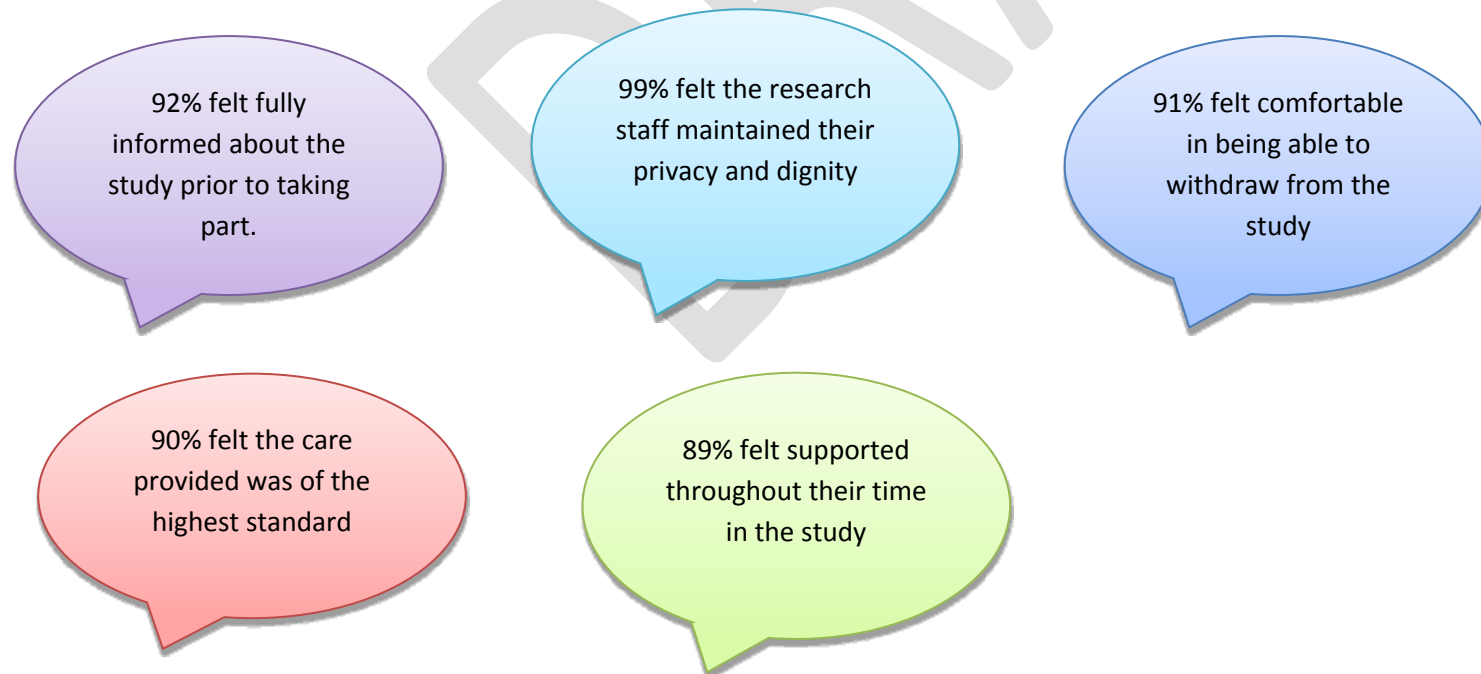 92% felt fully
informed about the
study prior to taking
part.
99% felt the research
staff maintained their
privacy and dignity
91% felt comfortable
in being able to
withdraw from the
study
90% felt the care
provided was of the
highest standard
89% felt supported
throughout their time
in the study